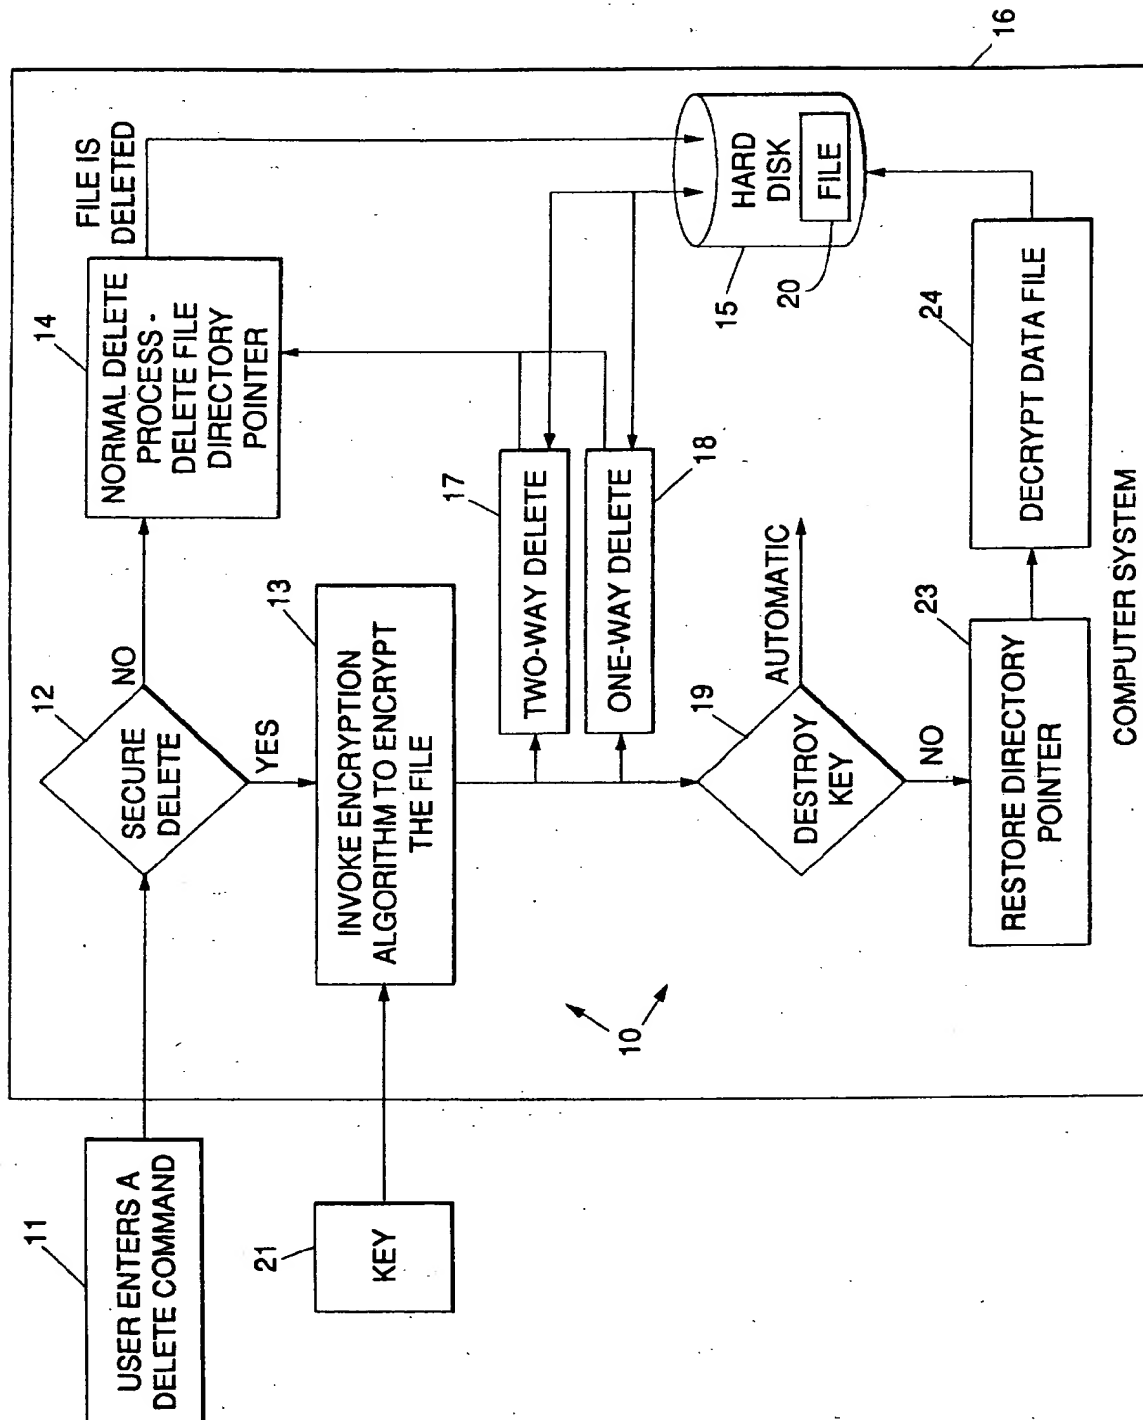 11
USER ENTERS A
DELETE COMMAND
12
SECURE
DELETE
NO
YES
14
NORMAL DELETE
PROCESS -
DELETE FILE
DIRECTORY
POINTER
FILE IS
DELETED
16
21
KEY
13
INVOKE ENCRYPTION
ALGORITHM TO ENCRYPT
THE FILE
17
TWO-WAY DELETE
ONE-WAY DELETE
18
15
HARD
DISK
FILE
20
10
19
DESTROY
KEY
AUTOMATIC
NO
23
RESTORE DIRECTORY
POINTER
24
DECRYPT DATA FILE
COMPUTER SYSTEM